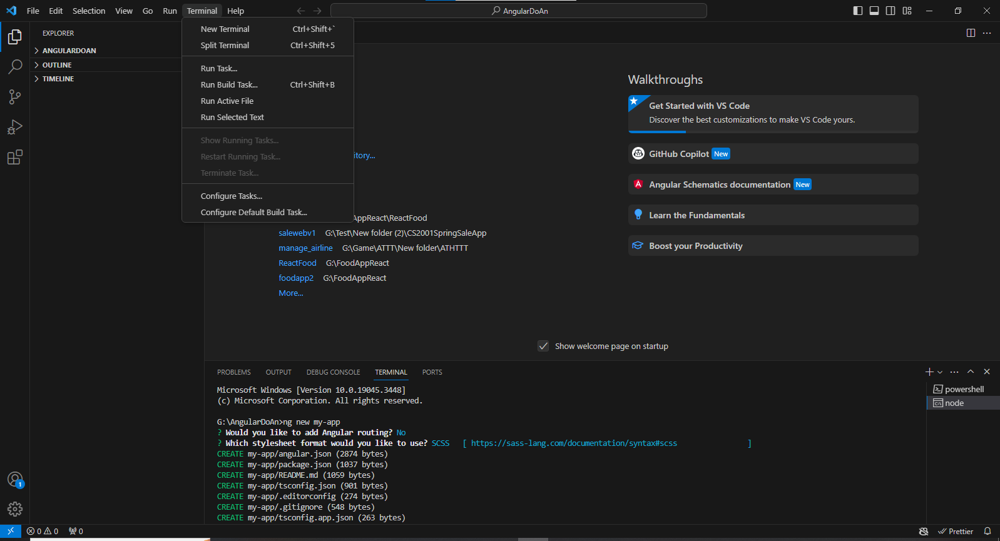 File Edit Selection View Go Run Terminal Help
AngularDoAn
EXPLORER
ANGULARDOAN
OUTLINE
TIMELINE
New Terminal Ctrl+Shift+`
Split Terminal Ctrl+Shift+5
Run Task...
Run Build Task... Ctrl+Shift+B
Run Active File
Run Selected Text
Show Running Tasks...
Restart Running Task...
Terminate Task...
Configure Tasks...
Configure Default Build Task...
itory...
AppReact\ReactFood
salewebv1 G:\Test\New folder (2)\CS2001SpringSaleApp
manage_airline G:\Game\ATTT\New folder\ATHTTT
ReactFood G:\FoodAppReact
foodapp2 G:\FoodAppReact
More...
Walkthroughs
Get Started with VS Code
Discover the best customizations to make VS Code yours.
GitHub Copilot New
Angular Schematics documentation New
Learn the Fundamentals
Boost your Productivity
Show welcome page on startup
PROBLEMS OUTPUT DEBUG CONSOLE TERMINAL PORTS
Microsoft Windows [Version 10.0.19045.3448]
(c) Microsoft Corporation. All rights reserved.
G:\AngularDoAn>ng new my-app
? Would you like to add Angular routing? No
? Which stylesheet format would you like to use? SCSS [ https://sass-lang.com/documentation/syntax#scss ]
CREATE my-app/angular.json (2874 bytes)
CREATE my-app/package.json (1037 bytes)
CREATE my-app/README.md (1059 bytes)
CREATE my-app/tsconfig.json (901 bytes)
CREATE my-app/.editorconfig (274 bytes)
CREATE my-app/.gitignore (548 bytes)
CREATE my-app/tsconfig.app.json (263 bytes)
powershell
node
1
0 0 0
Prettier